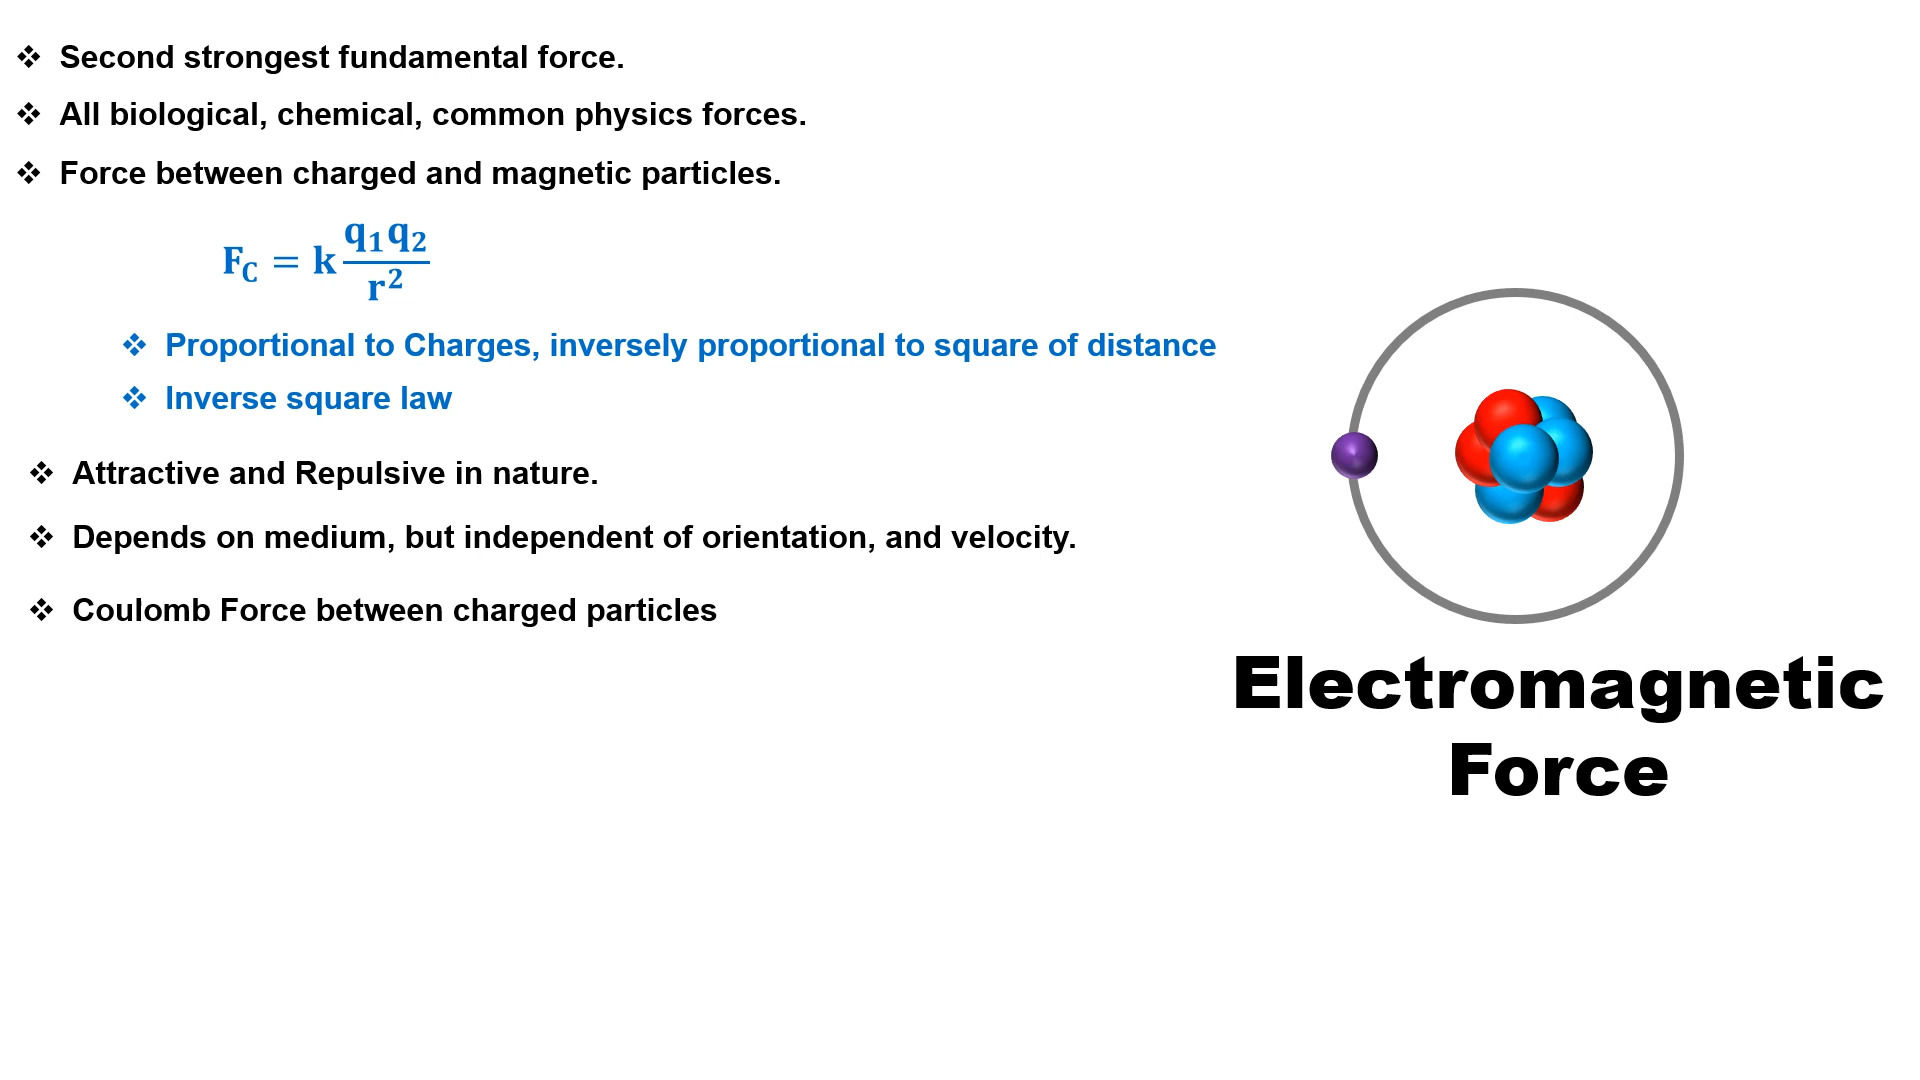 ❖ Second strongest fundamental force.
❖ All biological, chemical, common physics forces.
❖ Force between charged and magnetic particles.
F_C = k q₁q₂ / r²
❖ Proportional to Charges, inversely proportional to square of distance
❖ Inverse square law
❖ Attractive and Repulsive in nature.
❖ Depends on medium, but independent of orientation, and velocity.
❖ Coulomb Force between charged particles
Electromagnetic
Force